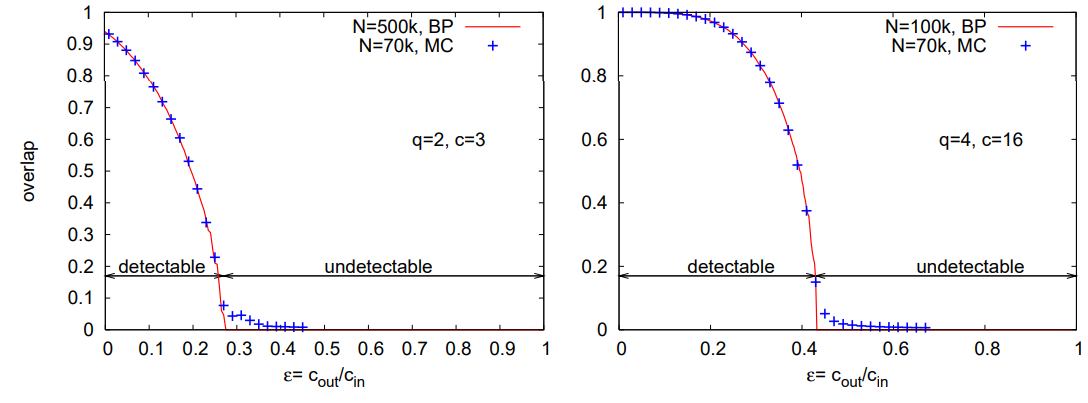 1
0.9
0.8
0.7
0.6
0.5
0.4
0.3
0.2
0.1
0
overlap
N=500k, BP
N=70k, MC
q=2, c=3
detectable
undetectable
0 0.1 0.2 0.3 0.4 0.5 0.6 0.7 0.8 0.9 1
ε= c_out/c_in
1
0.8
0.6
0.4
0.2
0
N=100k, BP
N=70k, MC
q=4, c=16
detectable
undetectable
0 0.2 0.4 0.6 0.8 1
ε= c_out/c_in